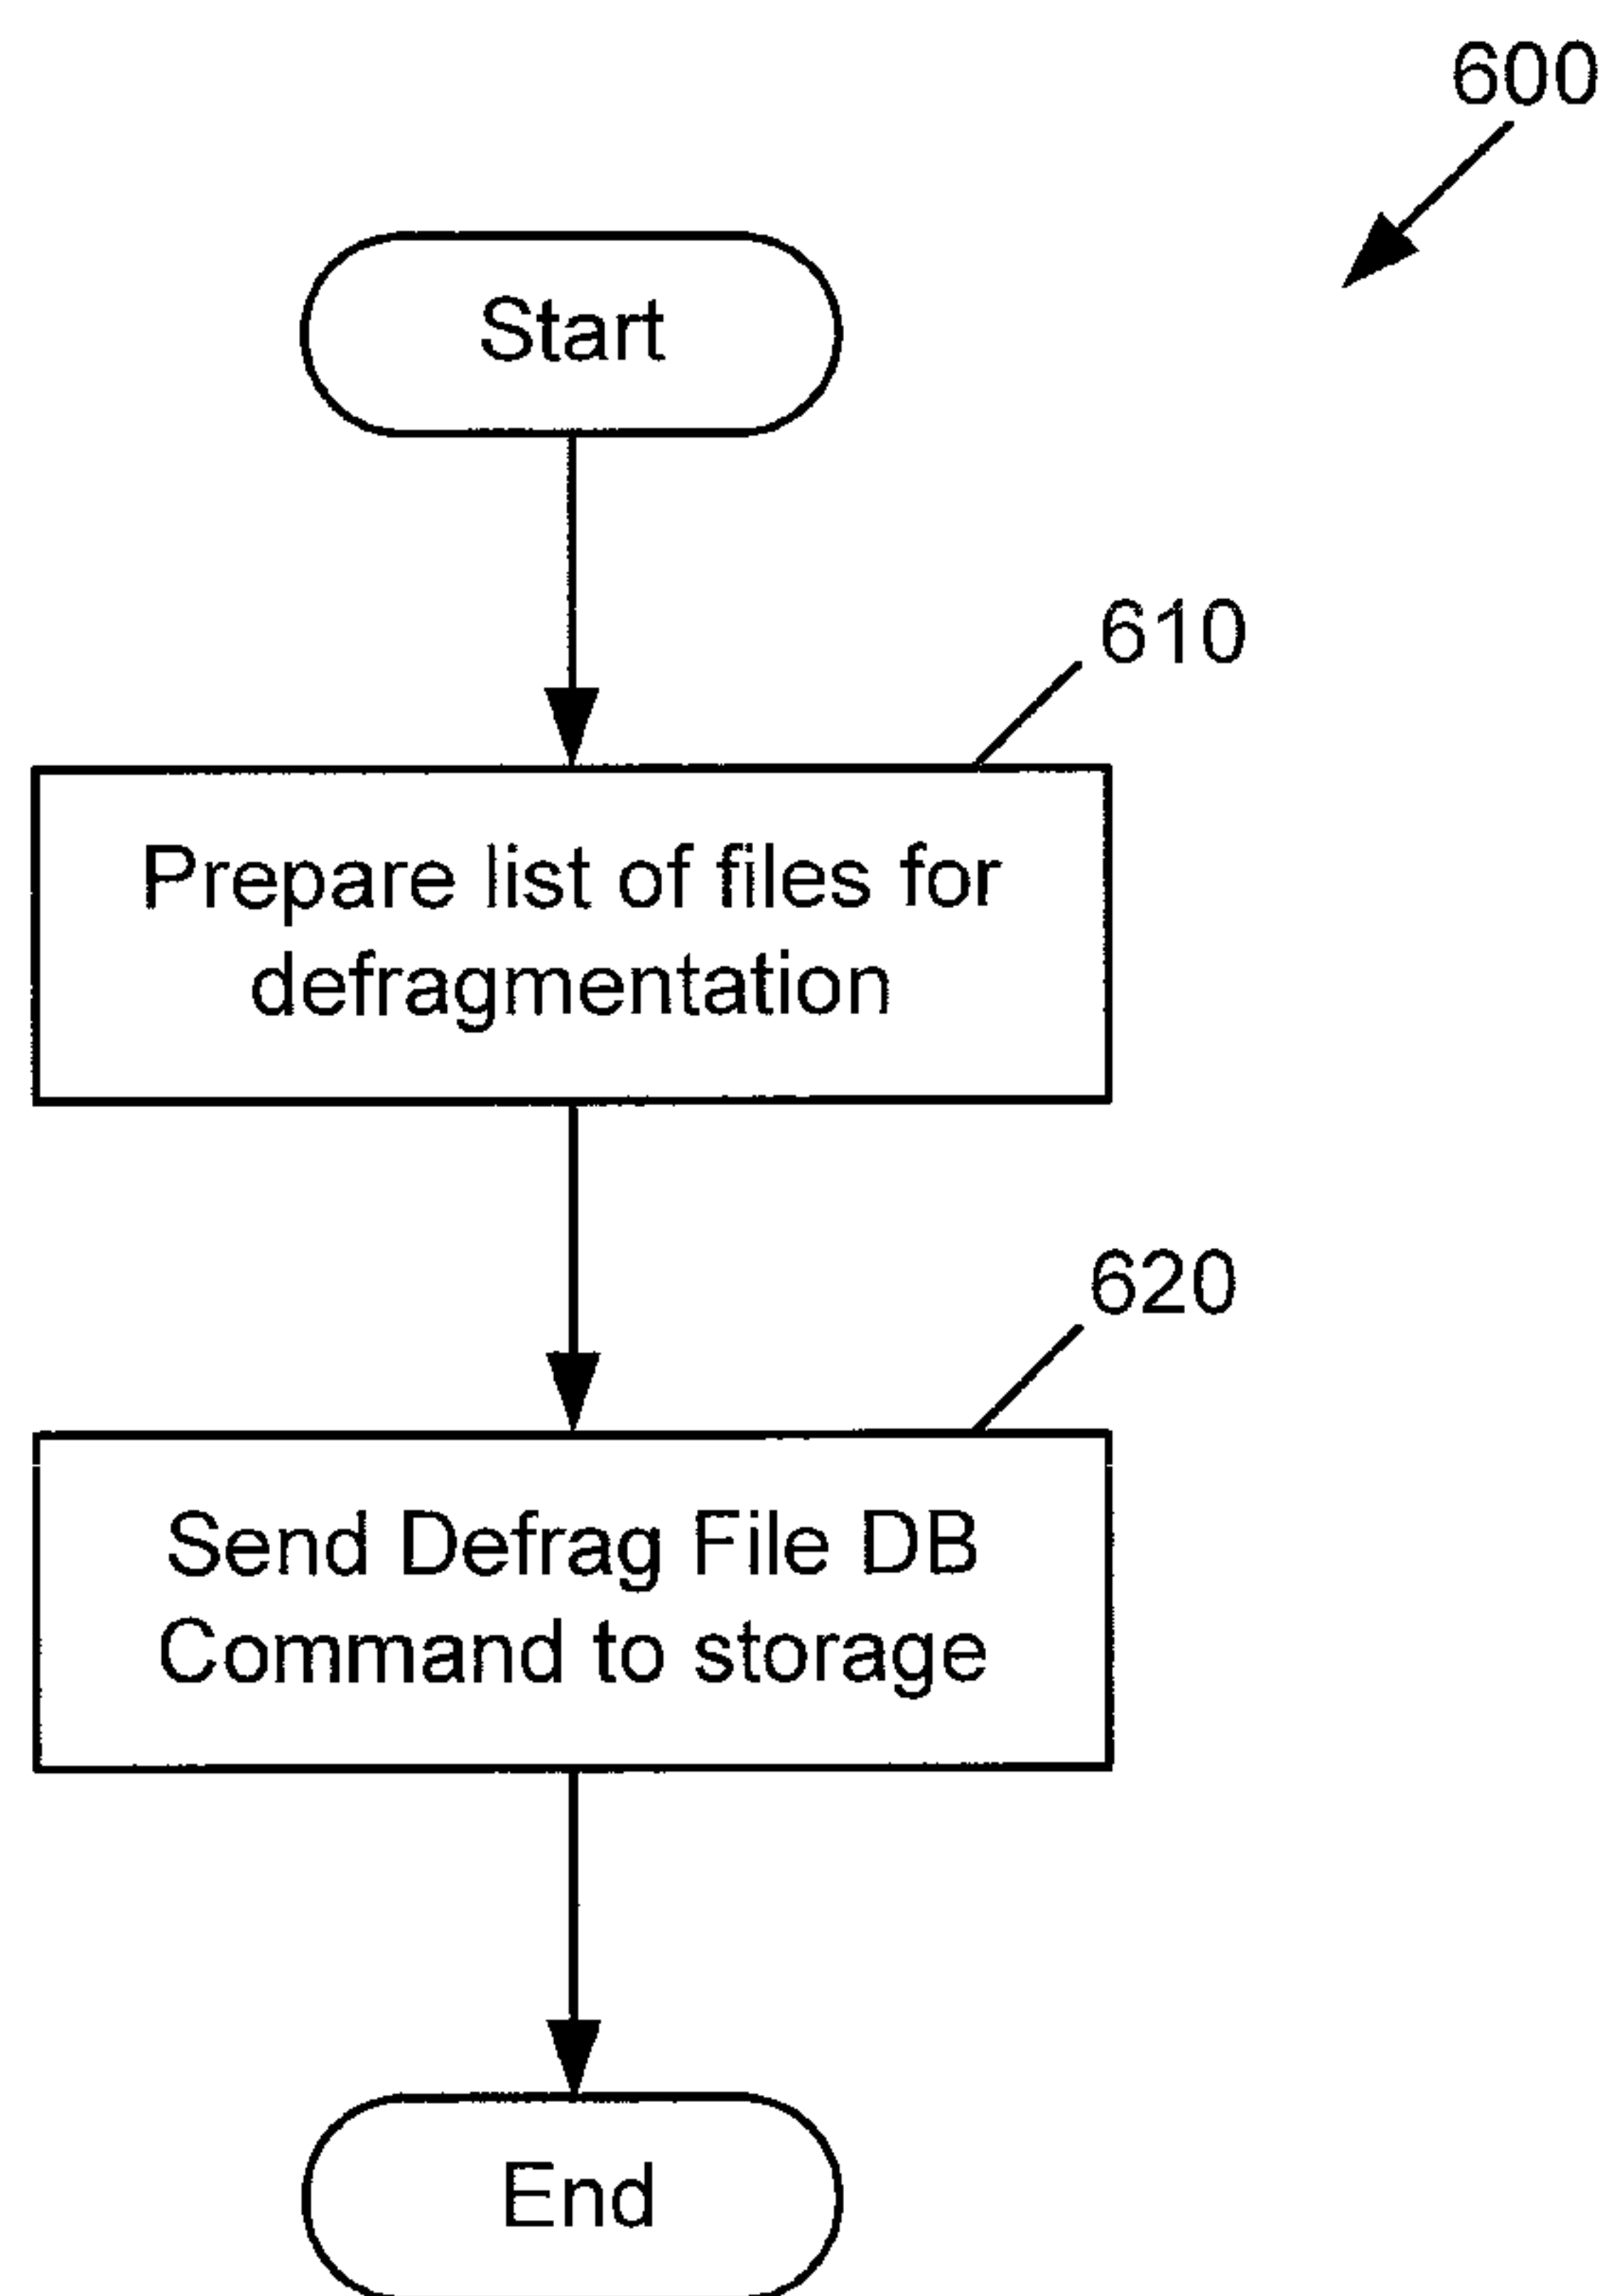 600
Start
610
Prepare list of files for
defragmentation
620
Send Defrag File DB
Command to storage
End